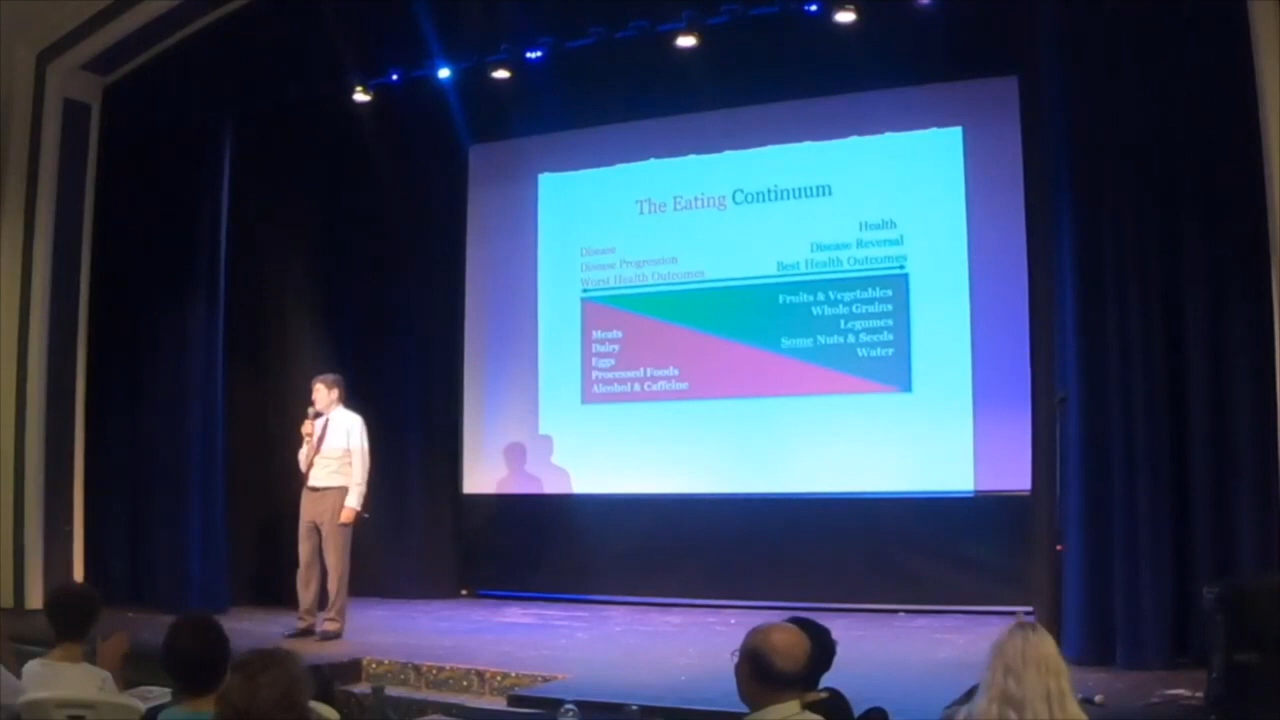 The Eating Continuum
Disease
Disease Progression
Worst Health Outcomes
Health
Disease Reversal
Best Health Outcomes
Meats
Dairy
Eggs
Processed Foods
Alcohol & Caffeine
Fruits & Vegetables
Whole Grains
Legumes
Some Nuts & Seeds
Water